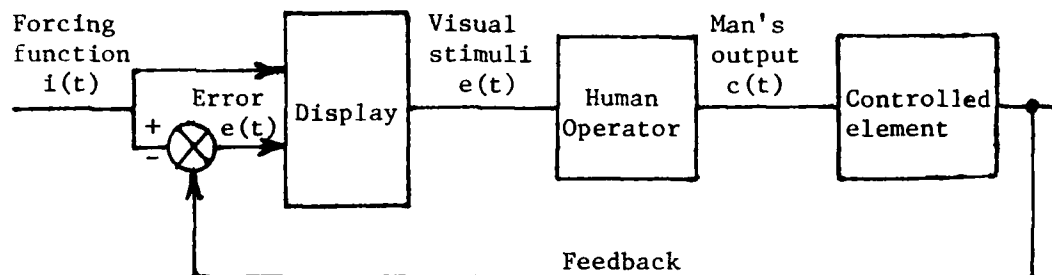 Forcing
function
i(t)
Error
e(t)
+
-
Display
Visual
stimuli
e(t)
Human
Operator
Man's
output
c(t)
Controlled
element
Feedback